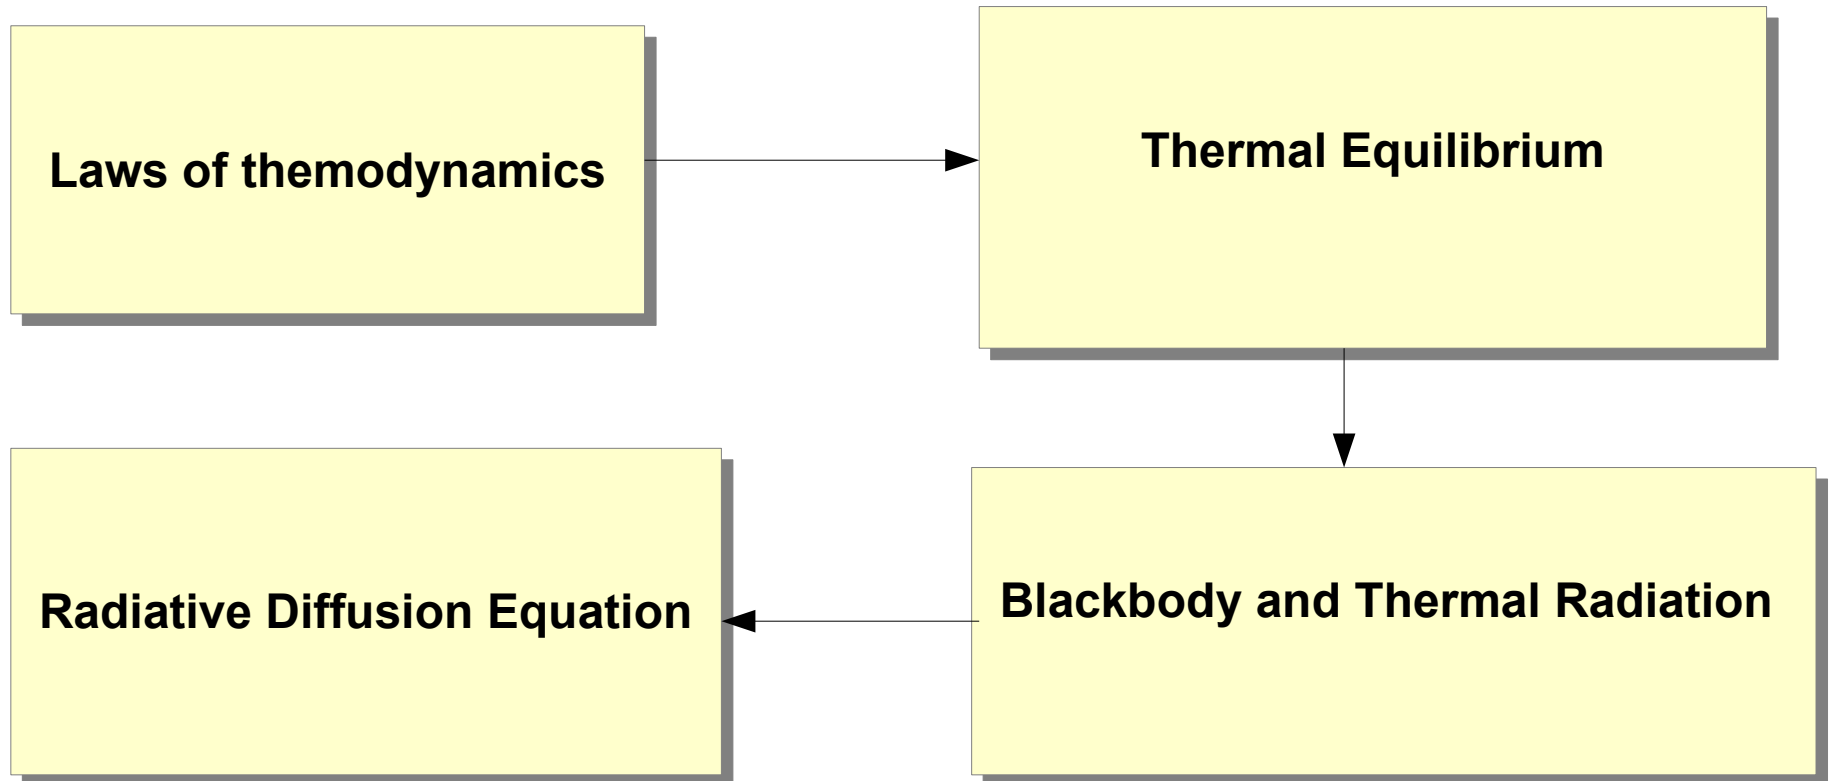 Laws of themodynamics
Thermal Equilibrium
Blackbody and Thermal Radiation
Radiative Diffusion Equation